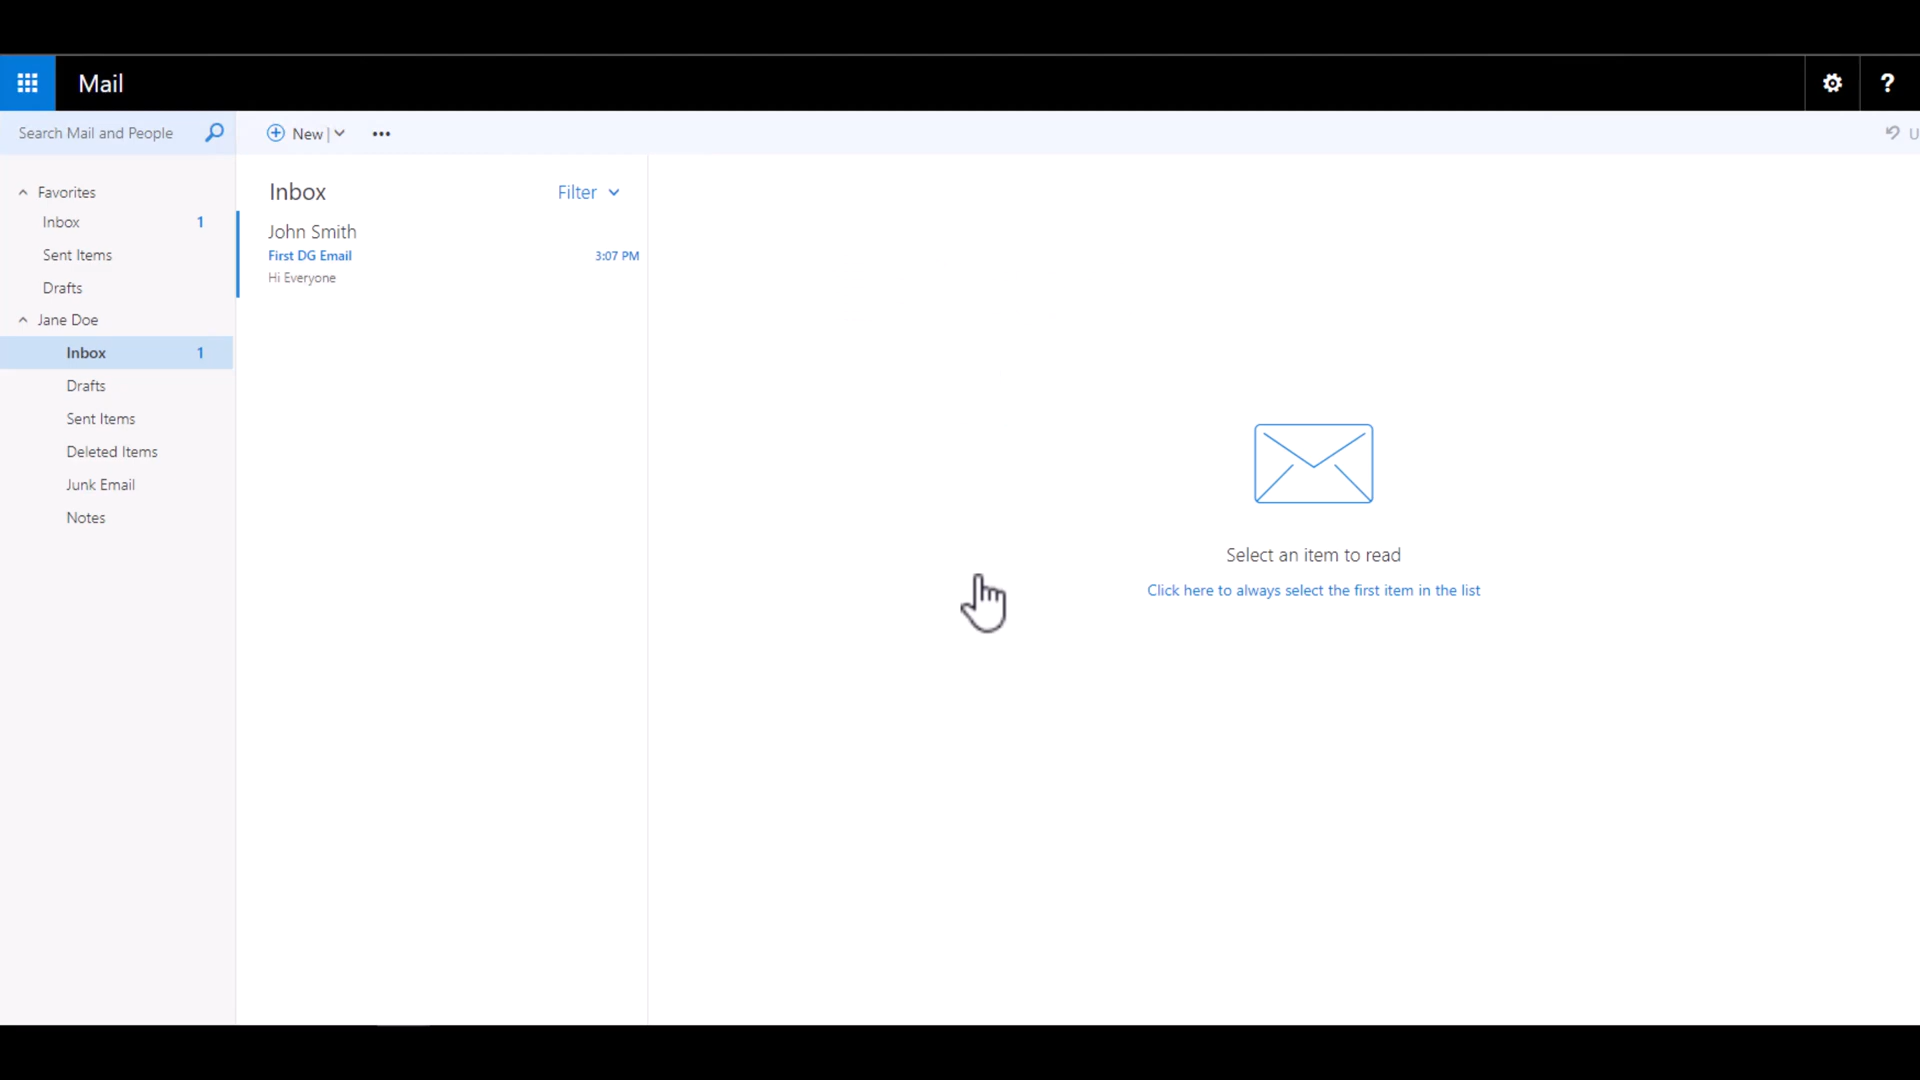 Mail
?
Search Mail and People
New
...
Favorites
Inbox 1
Sent Items
Drafts
Jane Doe
Inbox 1
Drafts
Sent Items
Deleted Items
Junk Email
Notes
Inbox
Filter
John Smith
First DG Email 3:07 PM
Hi Everyone
Select an item to read
Click here to always select the first item in the list
U